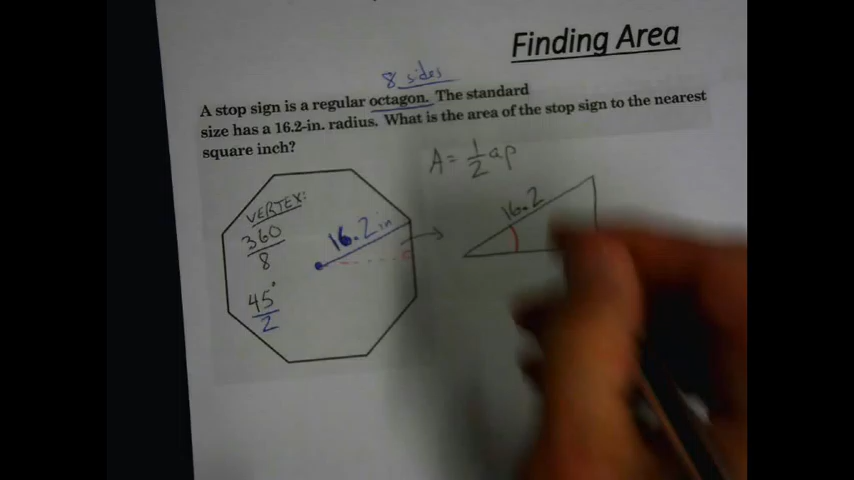 Finding Area
8 sides
A stop sign is a regular octagon. The standard
size has a 16.2-in. radius. What is the area of the stop sign to the nearest
square inch?
A = 1/2 ap
VERTEX:
360
8
45°
2
16.2 in
16.2